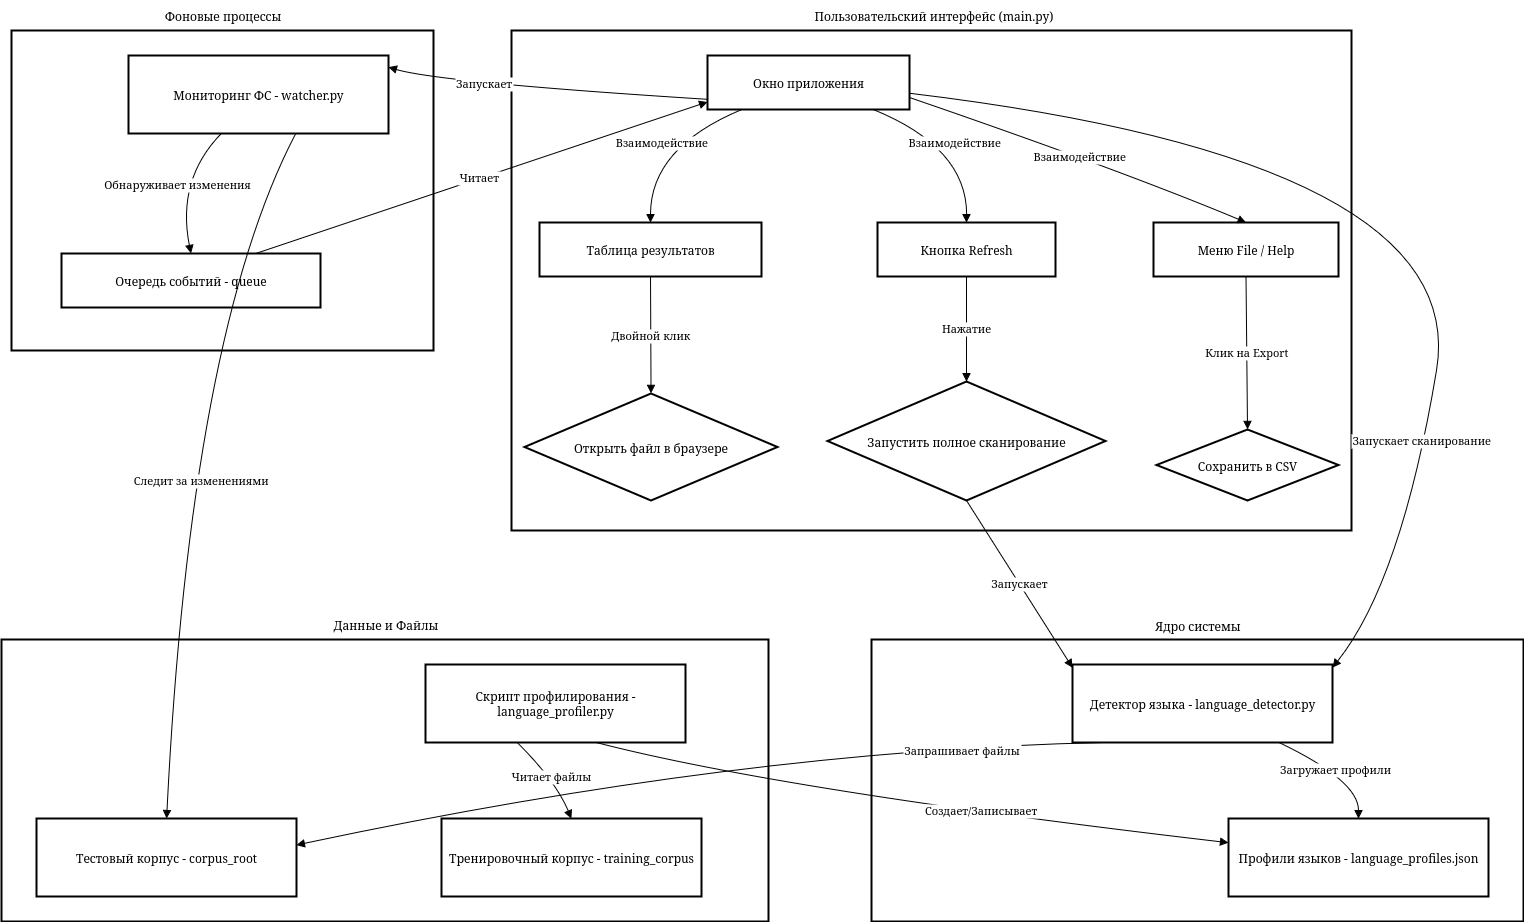 Фоновые процессы
Пользовательский интерфейс (main.py)
Мониторинг ФС - watcher.py
Запускает
Окно приложения
Взаимодействие
Взаимодействие
Взаимодействие
Читает
Обнаруживает изменения
Очередь событий - queue
Таблица результатов
Кнопка Refresh
Меню File / Help
Двойной клик
Нажатие
Клик на Export
Открыть файл в браузере
Запустить полное сканирование
Сохранить в CSV
Запускает сканирование
Следит за изменениями
Запускает
Данные и Файлы
Ядро системы
Скрипт профилирования -
language_profiler.py
Детектор языка - language_detector.py
Запрашивает файлы
Читает файлы
Загружает профили
Создает/Записывает
Тестовый корпус - corpus_root
Тренировочный корпус - training_corpus
Профили языков - language_profiles.json